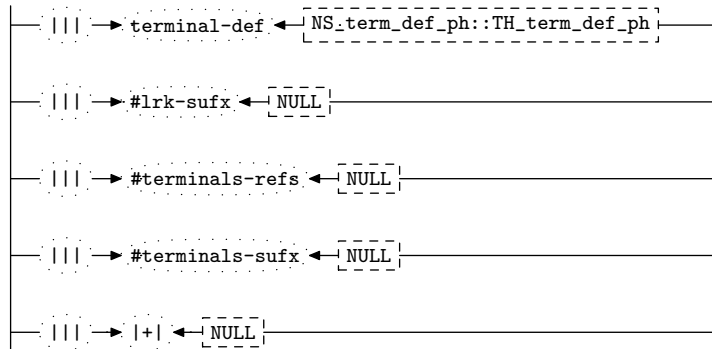 ||| terminal-def NS_term_def_ph::TH_term_def_ph
||| #lrk-sufx NULL
||| #terminals-refs NULL
||| #terminals-sufx NULL
||| |+| NULL